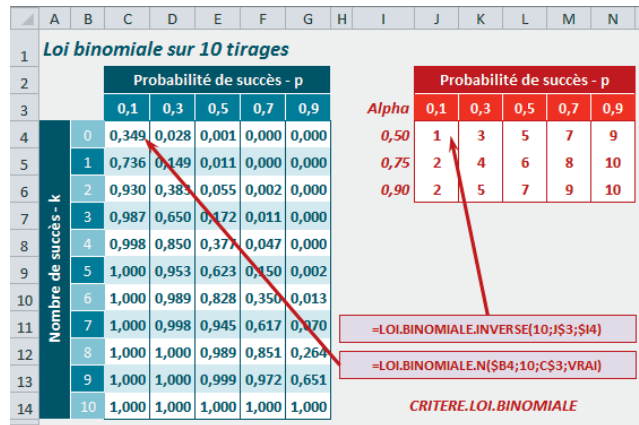 A B C D E F G H I J K L M N
1 Loi binomiale sur 10 tirages
2 Probabilité de succès - p Probabilité de succès - p
3 0,1 0,3 0,5 0,7 0,9 Alpha 0,1 0,3 0,5 0,7 0,9
Nombre de succès - k
4 0 0,349 0,028 0,001 0,000 0,000 0,50 1 3 5 7 9
5 1 0,736 0,149 0,011 0,000 0,000 0,75 2 4 6 8 10
6 2 0,930 0,383 0,055 0,002 0,000 0,90 2 5 7 9 10
7 3 0,987 0,650 0,172 0,011 0,000
8 4 0,998 0,850 0,377 0,047 0,000
9 5 1,000 0,953 0,623 0,150 0,002
10 6 1,000 0,989 0,828 0,350 0,013
11 7 1,000 0,998 0,945 0,617 0,070 =LOI.BINOMIALE.INVERSE(10;J$3;$I4)
12 8 1,000 1,000 0,989 0,851 0,264 =LOI.BINOMIALE.N($B4;10;C$3;VRAI)
13 9 1,000 1,000 0,999 0,972 0,651
14 10 1,000 1,000 1,000 1,000 1,000 CRITERE.LOI.BINOMIALE